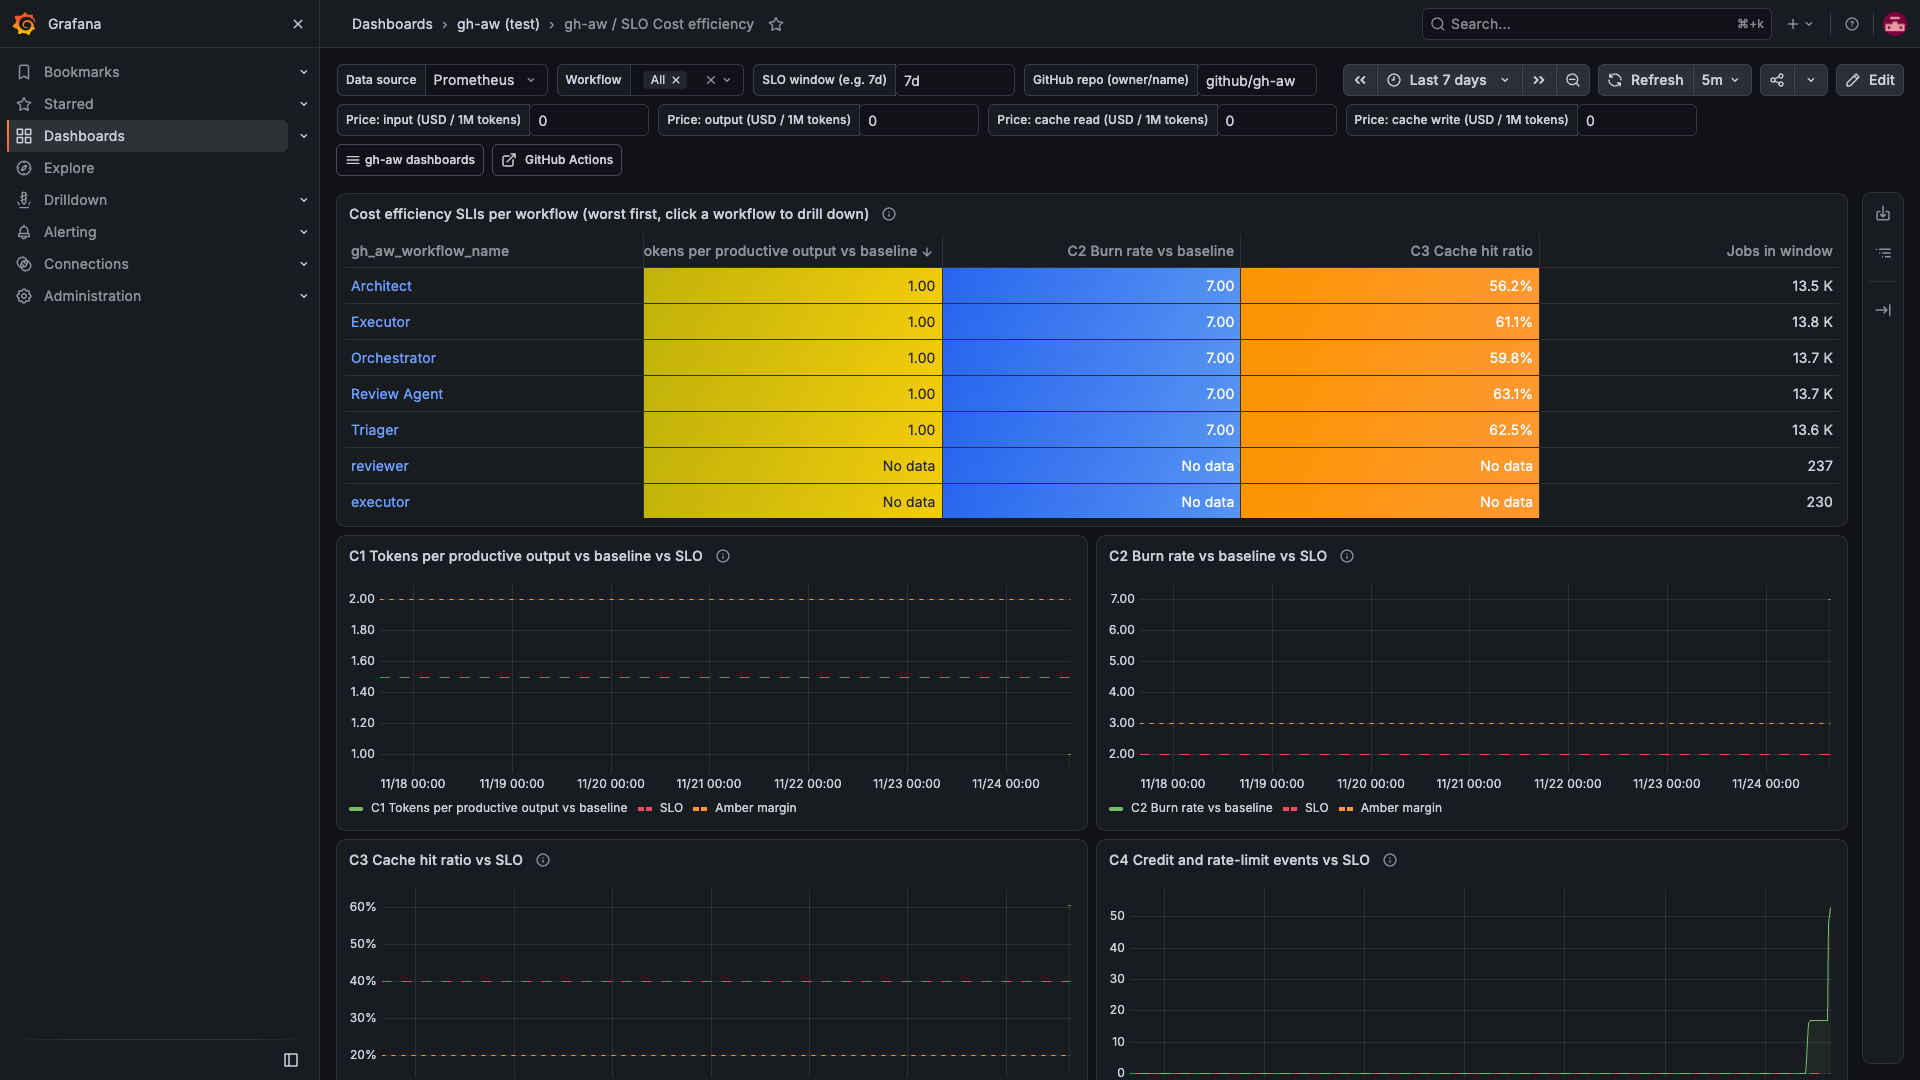 Grafana
Dashboards › gh-aw (test) › gh-aw / SLO Cost efficiency
Search... ⌘+k
Bookmarks
Starred
Dashboards
Explore
Drilldown
Alerting
Connections
Administration
Data source Prometheus
Workflow All
SLO window (e.g. 7d) 7d
GitHub repo (owner/name) github/gh-aw
Last 7 days
Refresh 5m
Edit
Price: input (USD / 1M tokens) 0
Price: output (USD / 1M tokens) 0
Price: cache read (USD / 1M tokens) 0
Price: cache write (USD / 1M tokens) 0
gh-aw dashboards
GitHub Actions
Cost efficiency SLIs per workflow (worst first, click a workflow to drill down)
gh_aw_workflow_name okens per productive output vs baseline C2 Burn rate vs baseline C3 Cache hit ratio Jobs in window
Architect 1.00 7.00 56.2% 13.5 K
Executor 1.00 7.00 61.1% 13.8 K
Orchestrator 1.00 7.00 59.8% 13.7 K
Review Agent 1.00 7.00 63.1% 13.7 K
Triager 1.00 7.00 62.5% 13.6 K
reviewer No data No data No data 237
executor No data No data No data 230
C1 Tokens per productive output vs baseline vs SLO
2.00
1.80
1.60
1.40
1.20
1.00
11/18 00:00 11/19 00:00 11/20 00:00 11/21 00:00 11/22 00:00 11/23 00:00 11/24 00:00
C1 Tokens per productive output vs baseline SLO Amber margin
C2 Burn rate vs baseline vs SLO
7.00
6.00
5.00
4.00
3.00
2.00
11/18 00:00 11/19 00:00 11/20 00:00 11/21 00:00 11/22 00:00 11/23 00:00 11/24 00:00
C2 Burn rate vs baseline SLO Amber margin
C3 Cache hit ratio vs SLO
60%
50%
40%
30%
20%
C4 Credit and rate-limit events vs SLO
50
40
30
20
10
0